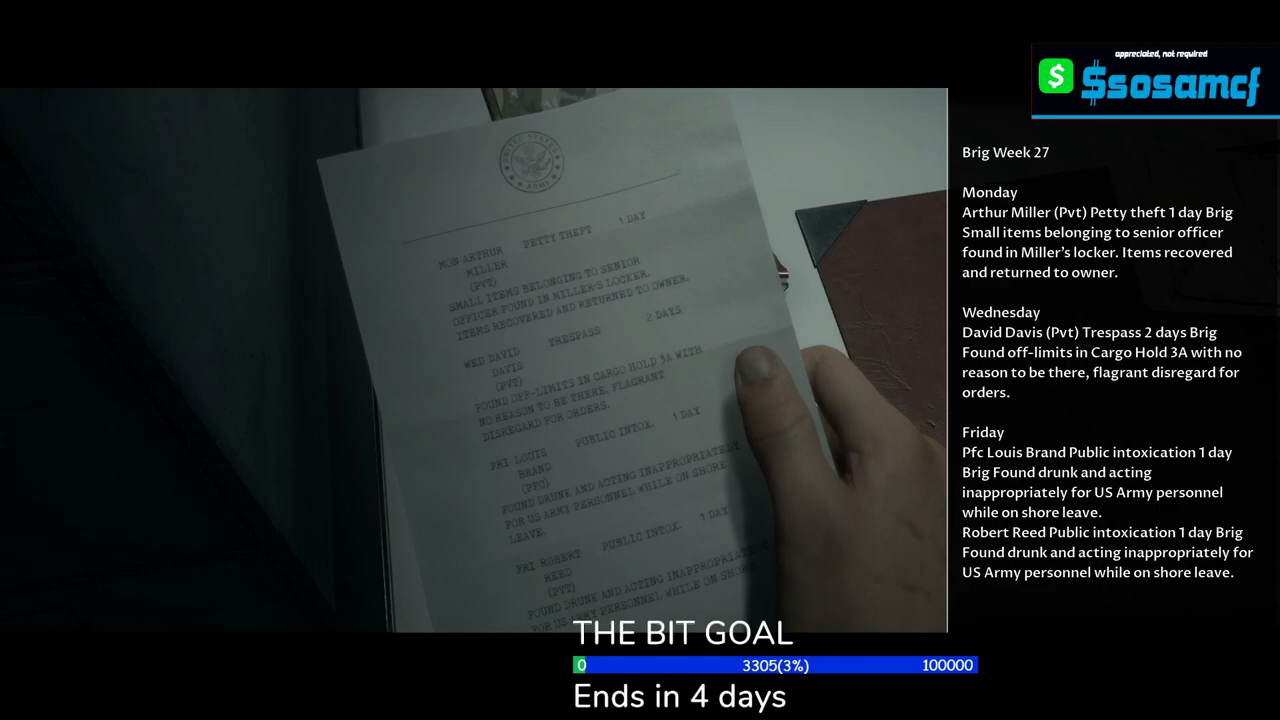 appreciated, not required
$
$sosamcf
UNITED STATES
ARMY
MON ARTHUR PETTY THEFT 1 DAY
MILLER
(PVT)
SMALL ITEMS BELONGING TO SENIOR
OFFICER FOUND IN MILLER'S LOCKER.
ITEMS RECOVERED AND RETURNED TO OWNER.
WED DAVID TRESPASS 2 DAYS
DAVIS
(PVT)
FOUND OFF-LIMITS IN CARGO HOLD 3A WITH
NO REASON TO BE THERE, FLAGRANT
DISREGARD FOR ORDERS.
FRI LOUIS PUBLIC INTOX. 1 DAY
BRAND
(PFC)
FOUND DRUNK AND ACTING INAPPROPRIATELY
FOR US ARMY PERSONNEL WHILE ON SHORE
LEAVE.
FRI ROBERT PUBLIC INTOX. 1 DAY
REED
(PVT)
FOUND DRUNK AND ACTING INAPPROPRIATELY
FOR US ARMY PERSONNEL WHILE ON SHORE
Brig Week 27
Monday
Arthur Miller (Pvt) Petty theft 1 day Brig
Small items belonging to senior officer
found in Miller's locker. Items recovered
and returned to owner.
Wednesday
David Davis (Pvt) Trespass 2 days Brig
Found off-limits in Cargo Hold 3A with no
reason to be there, flagrant disregard for
orders.
Friday
Pfc Louis Brand Public intoxication 1 day
Brig Found drunk and acting
inappropriately for US Army personnel
while on shore leave.
Robert Reed Public intoxication 1 day Brig
Found drunk and acting inappropriately for
US Army personnel while on shore leave.
THE BIT GOAL
0 3305(3%) 100000
Ends in 4 days